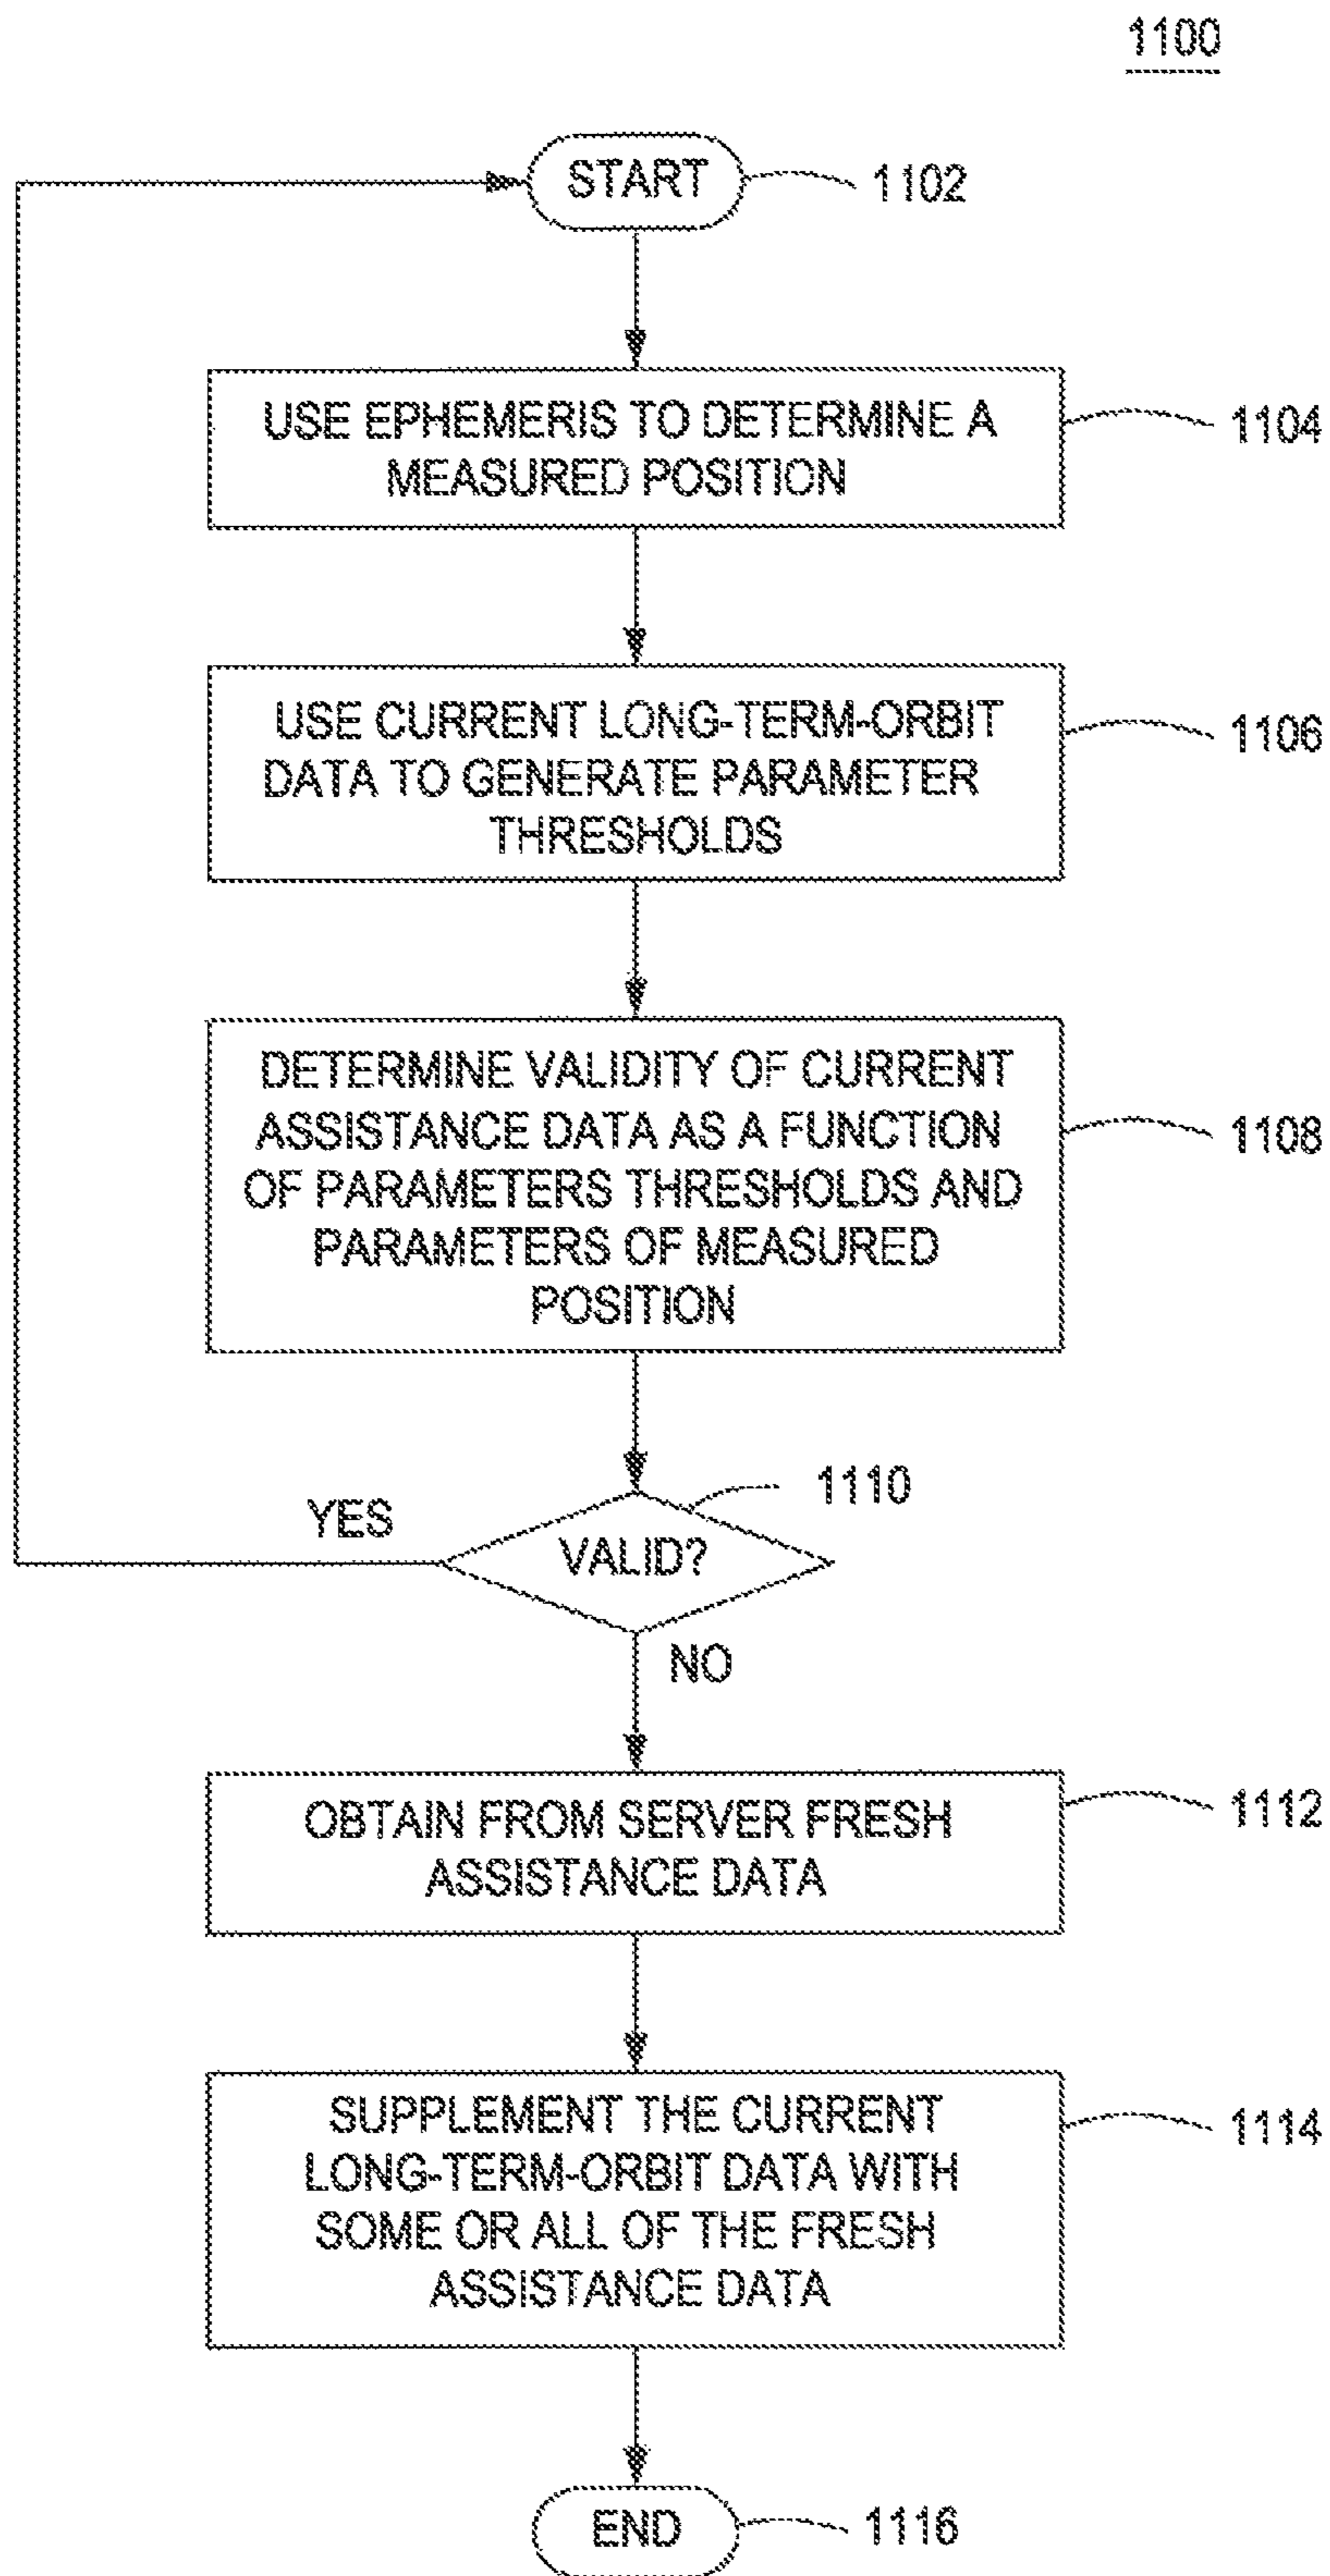 1100
START
1102
USE EPHEMERIS TO DETERMINE A
MEASURED POSITION
1104
USE CURRENT LONG-TERM-ORBIT
DATA TO GENERATE PARAMETER
THRESHOLDS
1106
DETERMINE VALIDITY OF CURRENT
ASSISTANCE DATA AS A FUNCTION
OF PARAMETERS THRESHOLDS AND
PARAMETERS OF MEASURED
POSITION
1108
1110
YES
VALID?
NO
OBTAIN FROM SERVER FRESH
ASSISTANCE DATA
1112
SUPPLEMENT THE CURRENT
LONG-TERM-ORBIT DATA WITH
SOME OR ALL OF THE FRESH
ASSISTANCE DATA
1114
END
1116